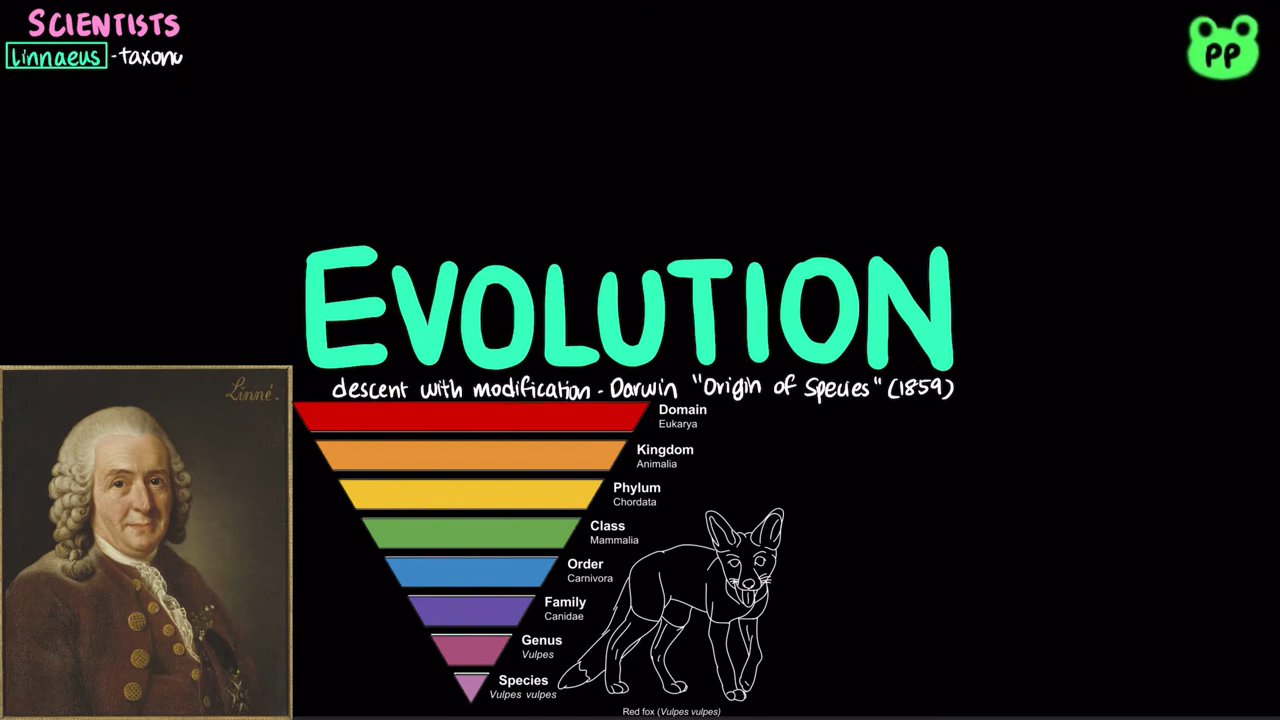 SCIENTISTS
Linnaeus - taxon
PP
EVOLUTION
descent with modification - Darwin "Origin of Species" (1859)
Linné.
Domain
Eukarya
Kingdom
Animalia
Phylum
Chordata
Class
Mammalia
Order
Carnivora
Family
Canidae
Genus
Vulpes
Species
Vulpes vulpes
Red fox (Vulpes vulpes)